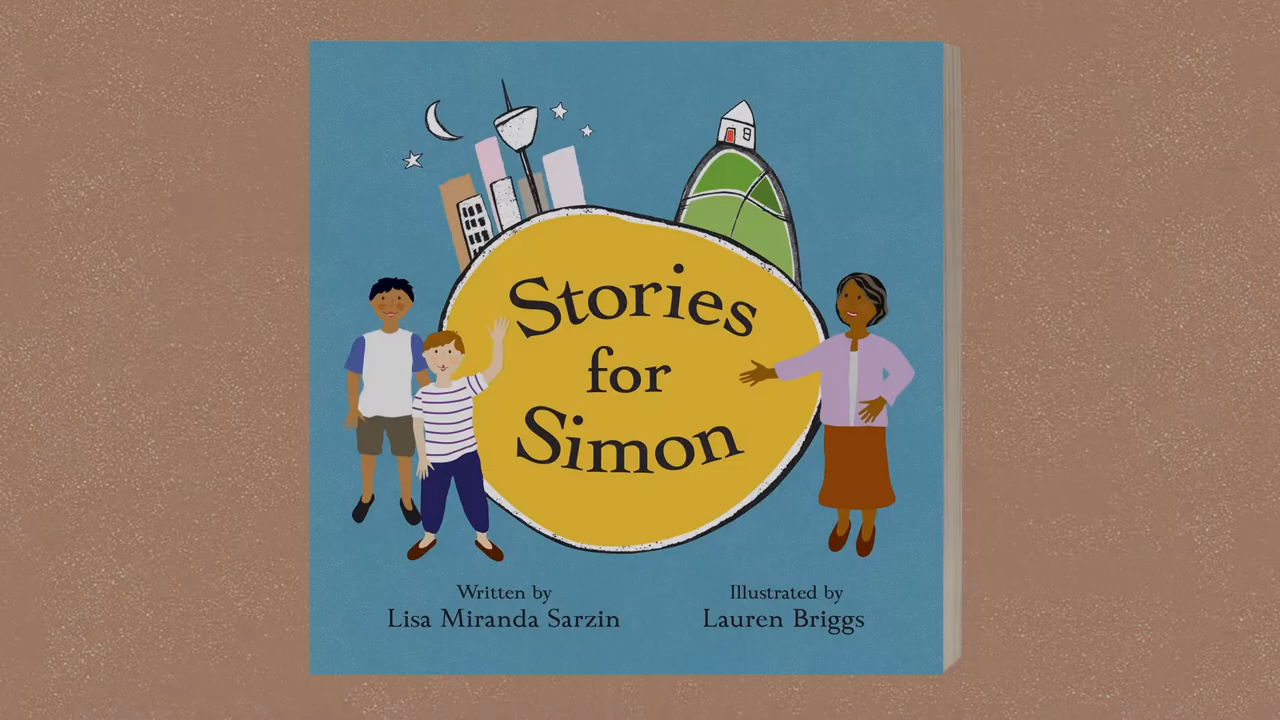 Stories
for
Simon
Written by
Lisa Miranda Sarzin
Illustrated by
Lauren Briggs